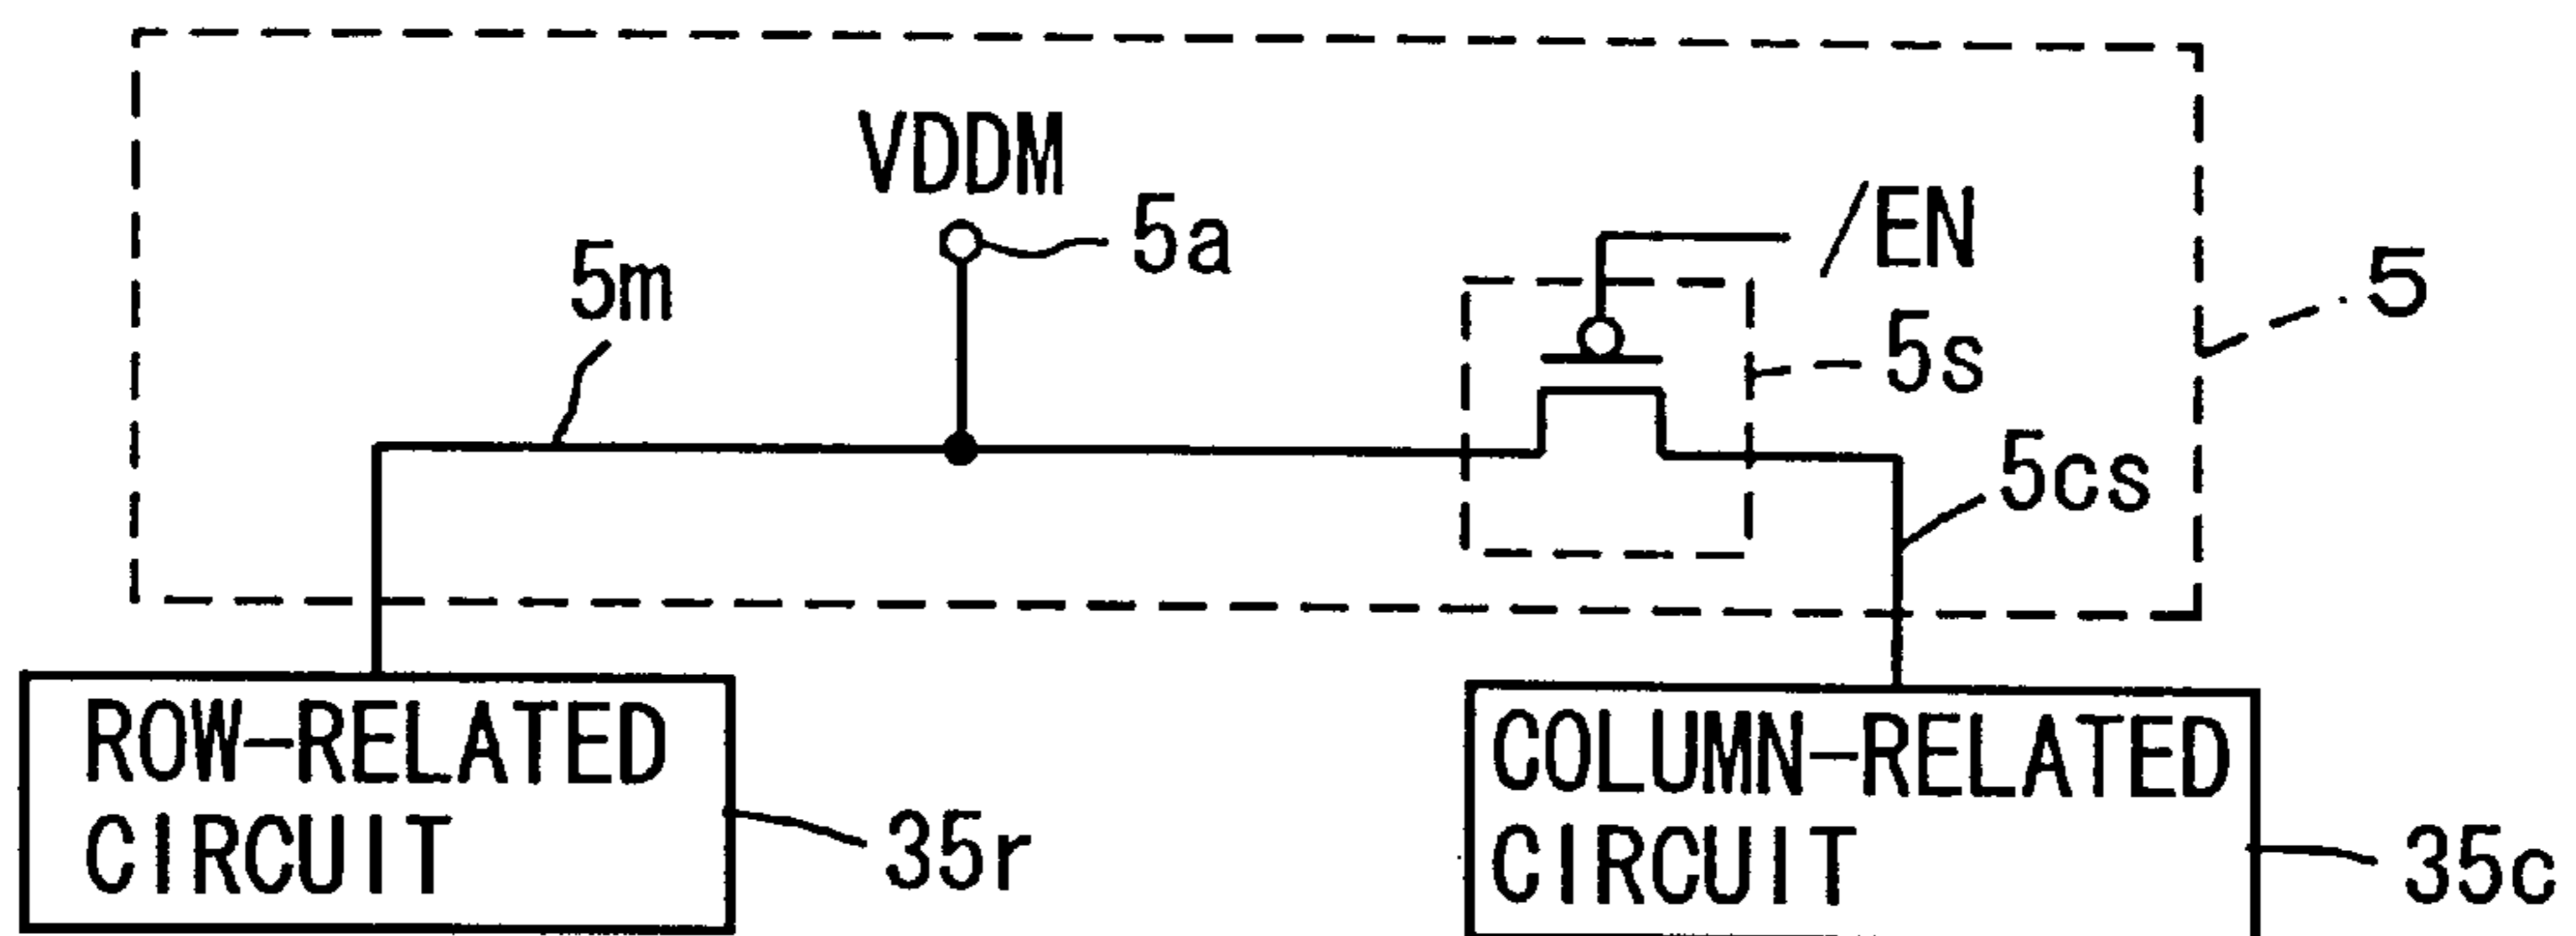 VDDM
5a
5m
/EN
5s
5
5cs
ROW-RELATED
CIRCUIT
35r
COLUMN-RELATED
CIRCUIT
35c